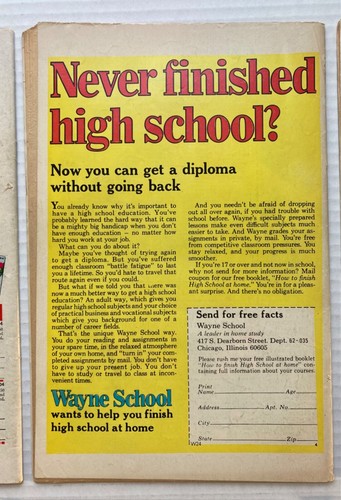 Never finished
high school?
Now you can get a diploma
without going back
You already know why it's important to
have a high school education. You've
probably learned the hard way that it can
be a mighty big handicap when you don't
have enough education – no matter how
hard you work at your job.
What can you do about it?
Maybe you've thought of trying again
to get a diploma. But you've suffered
enough classroom "battle fatigue" to last
you a lifetime. So you'd hate to travel that
route again even if you could.
But what if we told you that there was
now a much better way to get a high school
education? An adult way, which gives you
regular high school subjects and your choice
of practical business and vocational subjects
which give you background for one of a
number of career fields.
That's the unique Wayne School way.
You do your reading and assignments in
your spare time, in the relaxed atmosphere
of your own home, and "turn in" your com-
pleted assignments by mail. You don't have
to give up your present job. You don't
have to study or travel to class at incon-
venient times.
Wayne School
wants to help you finish
high school at home
And you needn't be afraid of dropping
out all over again, if you had trouble with
school before. Wayne's specially prepared
lessons make even difficult subjects much
easier to take. And Wayne grades your as-
signments in private, by mail. You're free
from competitive classroom pressures. You
stay relaxed, and your progress is much
smoother.
If you're 17 or over and not now in school,
why not send for more information? Mail
coupon for our free booklet, "How to finish
High School at home." You're in for a pleas-
ant surprise. And there's no obligation.
Send for free facts
Wayne School
A leader in home study
417 S. Dearborn Street. Dept. 62-035
Chicago, Illinois 60605
Please rush me your free illustrated booklet
"How to finish High School at home" con-
taining full information about your courses.
Print
Name Age
Address Apt. No
City
State Zip
W24